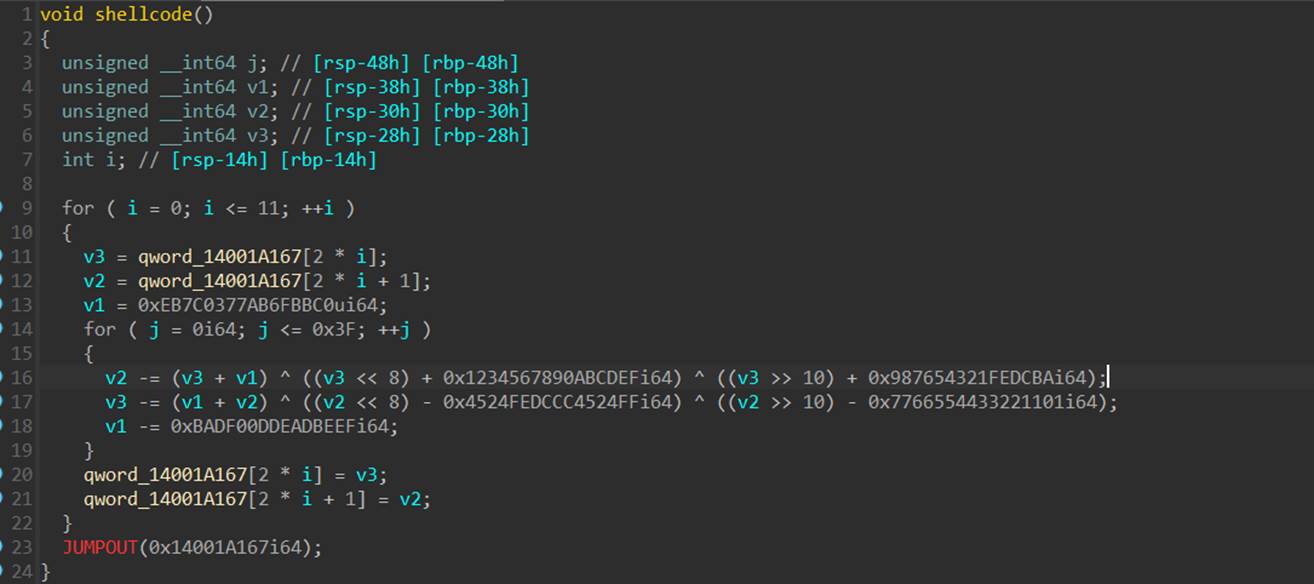 1 void shellcode()
2 {
3   unsigned __int64 j; // [rsp-48h] [rbp-48h]
4   unsigned __int64 v1; // [rsp-38h] [rbp-38h]
5   unsigned __int64 v2; // [rsp-30h] [rbp-30h]
6   unsigned __int64 v3; // [rsp-28h] [rbp-28h]
7   int i; // [rsp-14h] [rbp-14h]
8
9   for ( i = 0; i <= 11; ++i )
10   {
11     v3 = qword_14001A167[2 * i];
12     v2 = qword_14001A167[2 * i + 1];
13     v1 = 0xEB7C0377AB6FBBC0ui64;
14     for ( j = 0i64; j <= 0x3F; ++j )
15     {
16       v2 -= (v3 + v1) ^ ((v3 << 8) + 0x1234567890ABCDEFi64) ^ ((v3 >> 10) + 0x987654321FEDCBAi64);
17       v3 -= (v1 + v2) ^ ((v2 << 8) - 0x4524FEDCCC4524FFi64) ^ ((v2 >> 10) - 0x7766554433221101i64);
18       v1 -= 0xBADF00DDEADBEEFi64;
19     }
20     qword_14001A167[2 * i] = v3;
21     qword_14001A167[2 * i + 1] = v2;
22   }
23   JUMPOUT(0x14001A167i64);
24 }